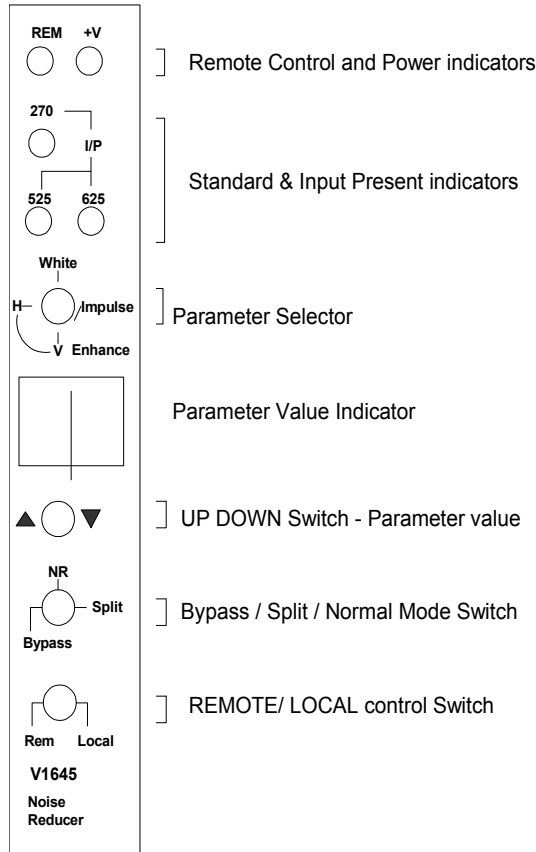 REM +V
Remote Control and Power indicators
270
I/P
Standard & Input Present indicators
525 625
White
H Impulse
Parameter Selector
V Enhance
Parameter Value Indicator
UP DOWN Switch - Parameter value
NR
Split
Bypass / Split / Normal Mode Switch
Bypass
REMOTE/ LOCAL control Switch
Rem Local
V1645
Noise
Reducer